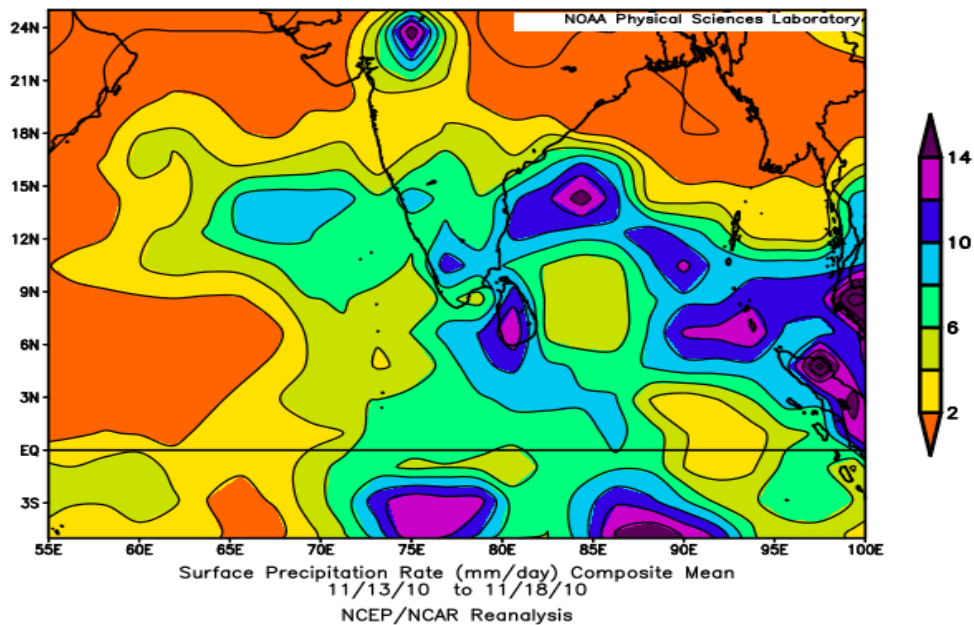 NOAA Physical Sciences Laboratory
24N
21N
18N
15N
12N
9N
6N
3N
EQ
3S
55E 60E 65E 70E 75E 80E 85E 90E 95E 100E
14
10
6
2
Surface Precipitation Rate (mm/day) Composite Mean
11/13/10 to 11/18/10
NCEP/NCAR Reanalysis